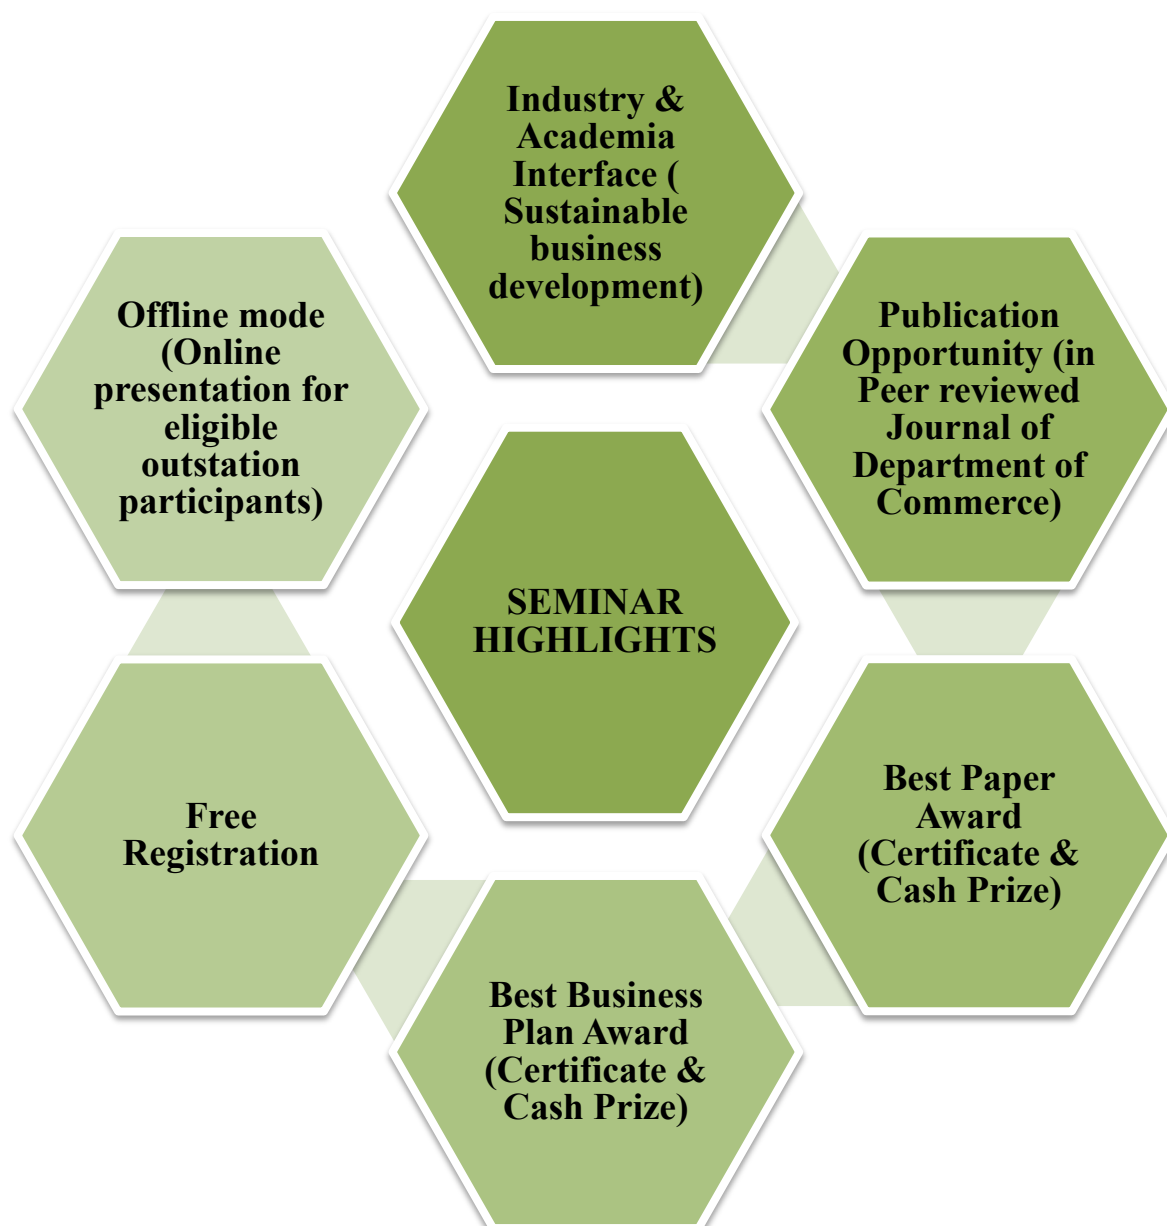 Industry &
Academia
Interface (
Sustainable
business
development)
Publication
Opportunity (in
Peer reviewed
Journal of
Department of
Commerce)
Best Paper
Award
(Certificate &
Cash Prize)
Best Business
Plan Award
(Certificate &
Cash Prize)
Free
Registration
Offline mode
(Online
presentation for
eligible
outstation
participants)
SEMINAR
HIGHLIGHTS